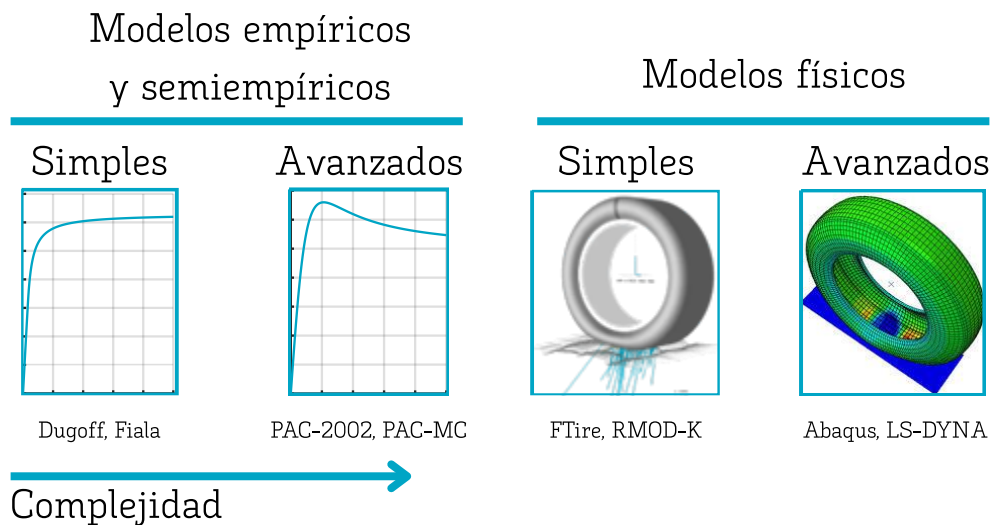 Modelos empíricos
y semiempíricos
Modelos físicos
Simples
Avanzados
Simples
Avanzados
Dugoff, Fiala
PAC-2002, PAC-MC
FTire, RMOD-K
Abaqus, LS-DYNA
Complejidad